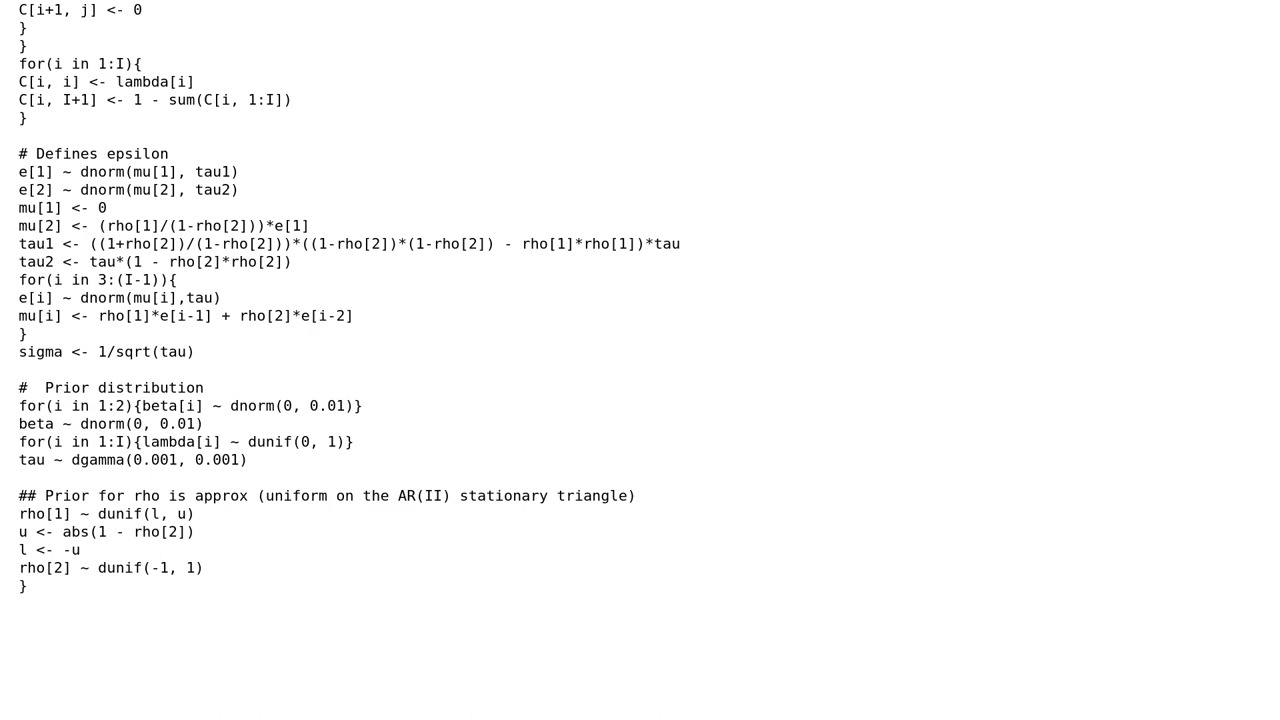 C[i+1, j] <- 0
}
}
for(i in 1:I){
C[i, i] <- lambda[i]
C[i, I+1] <- 1 - sum(C[i, 1:I])
}

# Defines epsilon
e[1] ~ dnorm(mu[1], tau1)
e[2] ~ dnorm(mu[2], tau2)
mu[1] <- 0
mu[2] <- (rho[1]/(1-rho[2]))*e[1]
tau1 <- ((1+rho[2])/(1-rho[2]))*((1-rho[2])*(1-rho[2]) - rho[1]*rho[1])*tau
tau2 <- tau*(1 - rho[2]*rho[2])
for(i in 3:(I-1)){
e[i] ~ dnorm(mu[i],tau)
mu[i] <- rho[1]*e[i-1] + rho[2]*e[i-2]
}
sigma <- 1/sqrt(tau)

#  Prior distribution
for(i in 1:2){beta[i] ~ dnorm(0, 0.01)}
beta ~ dnorm(0, 0.01)
for(i in 1:I){lambda[i] ~ dunif(0, 1)}
tau ~ dgamma(0.001, 0.001)

## Prior for rho is approx (uniform on the AR(II) stationary triangle)
rho[1] ~ dunif(l, u)
u <- abs(1 - rho[2])
l <- -u
rho[2] ~ dunif(-1, 1)
}